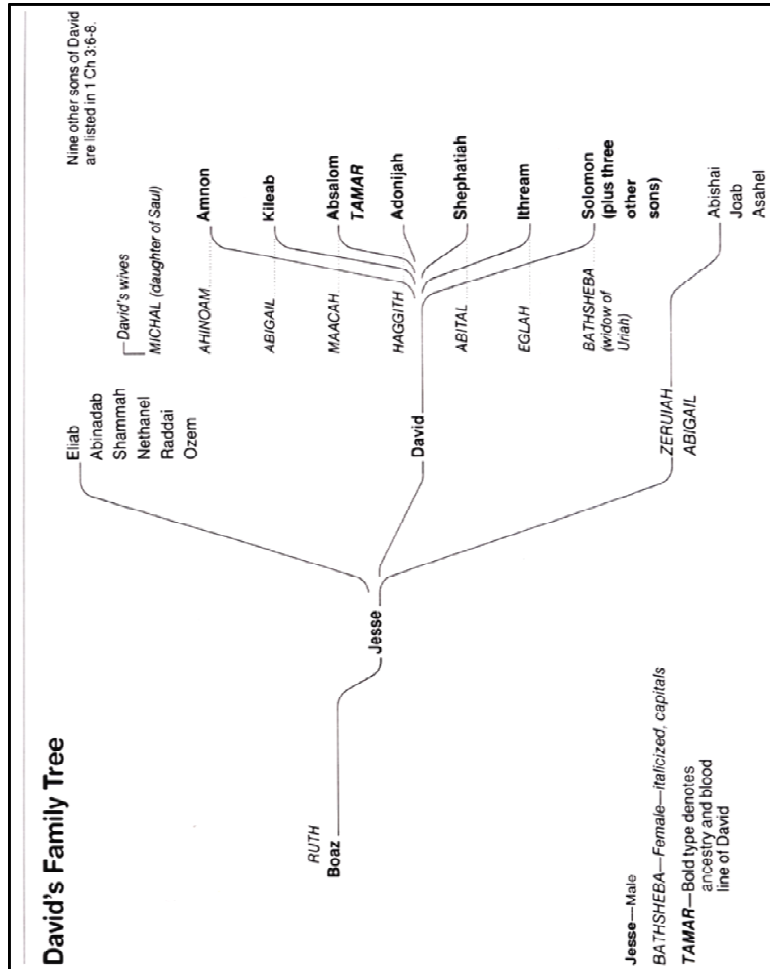 David's Family Tree
RUTH
Boaz
Jesse
Eliab
Abinadab
Shammah
Nethanel
Raddai
Ozem
David
ZERUIAH
ABIGAIL
David's wives
MICHAL (daughter of Saul)
AHINOAM
ABIGAIL
MAACAH
HAGGITH
ABITAL
EGLAH
BATHSHEBA
(widow of
Uriah)
Nine other sons of David
are listed in 1 Ch 3:6-8.
Amnon
Kileab
Absalom
TAMAR
Adonijah
Shephatiah
Ithream
Solomon
(plus three
other
sons)
Abishai
Joab
Asahel
Jesse—Male
BATHSHEBA—Female—italicized, capitals
TAMAR—Bold type denotes
ancestry and blood
line of David